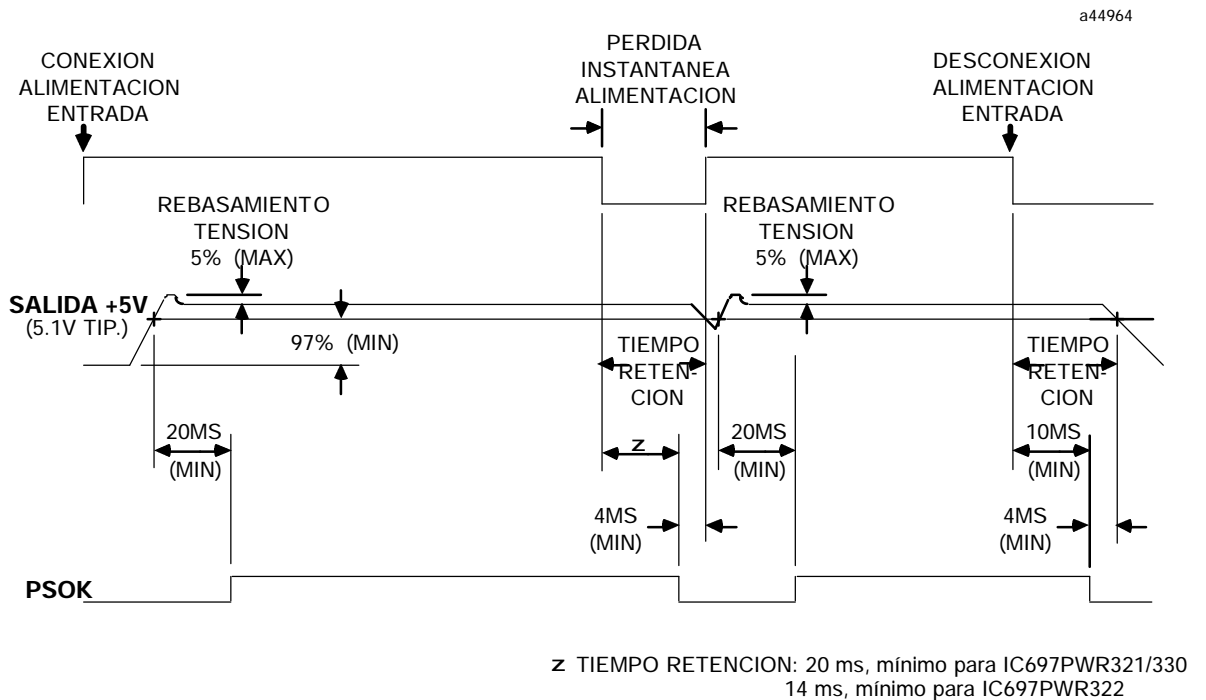 a44964
CONEXION
ALIMENTACION
ENTRADA
PERDIDA
INSTANTANEA
ALIMENTACION
DESCONEXION
ALIMENTACION
ENTRADA
REBASAMIENTO
TENSION
5% (MAX)
REBASAMIENTO
TENSION
5% (MAX)
SALIDA +5V
(5.1V TIP.)
97% (MIN)
TIEMPO
RETEN-
CION
TIEMPO
RETEN-
CION
20MS
(MIN)
z
20MS
(MIN)
10MS
(MIN)
4MS
(MIN)
4MS
(MIN)
PSOK
z TIEMPO RETENCION: 20 ms, mínimo para IC697PWR321/330
14 ms, mínimo para IC697PWR322